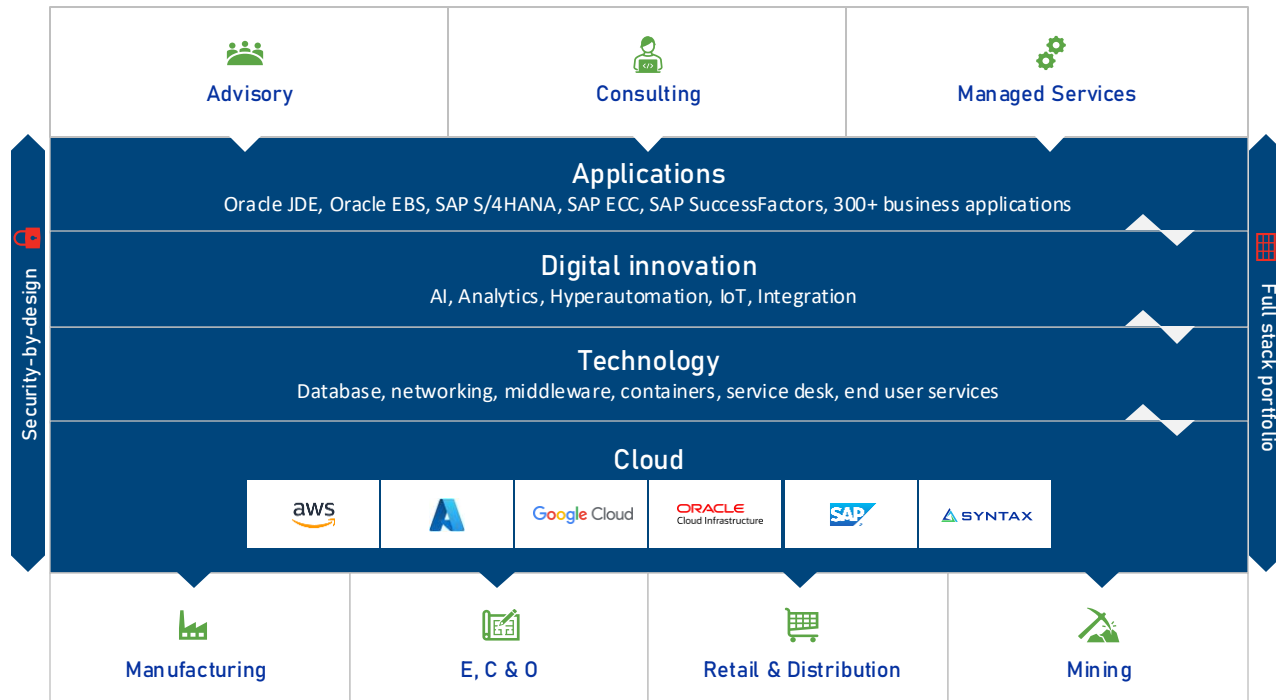 Advisory
Consulting
Managed Services
Applications
Oracle JDE, Oracle EBS, SAP S/4HANA, SAP ECC, SAP SuccessFactors, 300+ business applications
Digital innovation
AI, Analytics, Hyperautomation, IoT, Integration
Technology
Database, networking, middleware, containers, service desk, end user services
Cloud
aws
Google Cloud
ORACLE
Cloud Infrastructure
SAP
SYNTAX
Security-by-design
Full stack portfolio
Manufacturing
E, C & O
Retail & Distribution
Mining